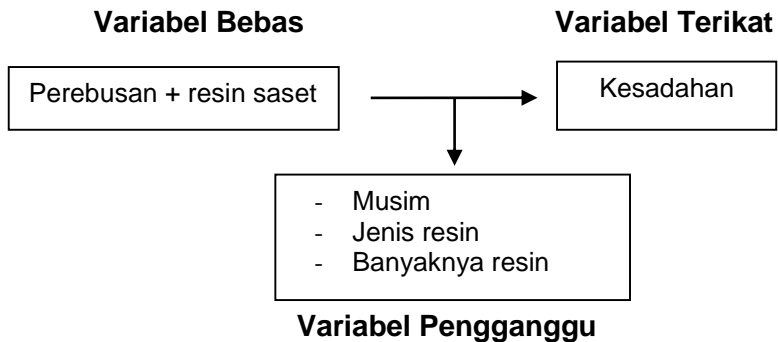 Variabel Bebas
Variabel Terikat
Perebusan + resin saset
Kesadahan
- Musim
- Jenis resin
- Banyaknya resin
Variabel Pengganggu